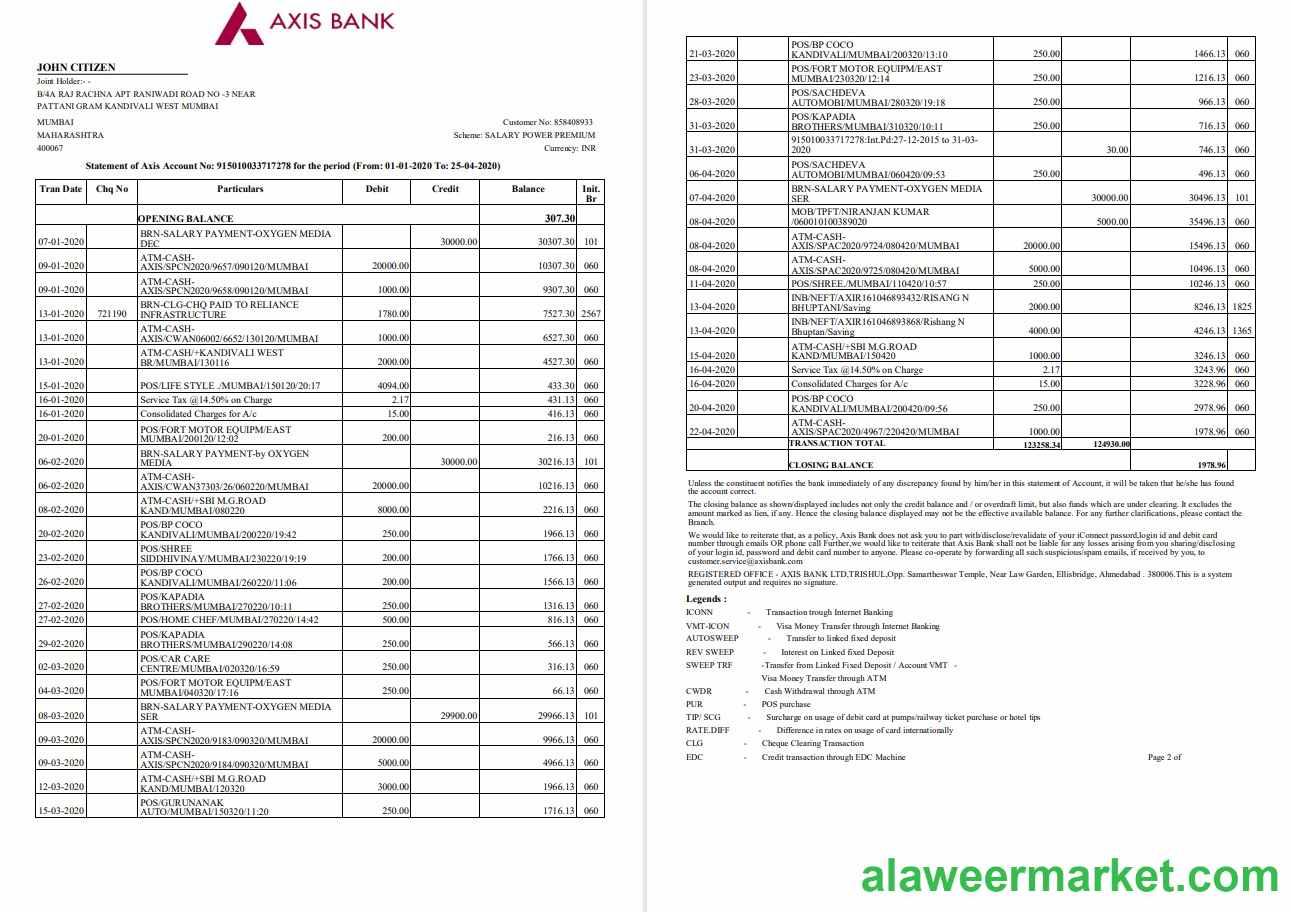 AXIS BANK
JOHN CITIZEN
Joint Holder:- -
B/4A RAJ RACHNA APT RANIWADI ROAD NO -3 NEAR
PATTANI GRAM KANDIVALI WEST MUMBAI
MUMBAI Customer No: 858408933
MAHARASHTRA Scheme: SALARY POWER PREMIUM
400067 Currency: INR
Statement of Axis Account No: 915010033717278 for the period (From: 01-01-2020 To: 25-04-2020)
Tran Date Chq No Particulars Debit Credit Balance Init.
Br
OPENING BALANCE 307.30
BRN-SALARY PAYMENT-OXYGEN MEDIA
07-01-2020 DEC 30000.00 30307.30 101
ATM-CASH-
09-01-2020 AXIS/SPCN2020/9657/090120/MUMBAI 20000.00 10307.30 060
ATM-CASH-
09-01-2020 AXIS/SPCN2020/9658/090120/MUMBAI 1000.00 9307.30 060
BRN-CLG-CHQ PAID TO RELIANCE
13-01-2020 721190 INFRASTRUCTURE 1780.00 7527.30 2567
ATM-CASH-
13-01-2020 AXIS/CWAN06002/6652/130120/MUMBAI 1000.00 6527.30 060
ATM-CASH/+KANDIVALI WEST
13-01-2020 BR/MUMBAI/130116 2000.00 4527.30 060
15-01-2020 POS/LIFE STYLE ./MUMBAI/150120/20:17 4094.00 433.30 060
16-01-2020 Service Tax @14.50% on Charge 2.17 431.13 060
16-01-2020 Consolidated Charges for A/c 15.00 416.13 060
POS/FORT MOTOR EQUIPM/EAST
20-01-2020 MUMBAI/200120/12:02 200.00 216.13 060
BRN-SALARY PAYMENT-by OXYGEN
06-02-2020 MEDIA 30000.00 30216.13 101
ATM-CASH-
06-02-2020 AXIS/CWAN37303/26/060220/MUMBAI 20000.00 10216.13 060
ATM-CASH/+SBI M.G.ROAD
08-02-2020 KAND/MUMBAI/080220 8000.00 2216.13 060
POS/BP COCO
20-02-2020 KANDIVALI/MUMBAI/200220/19:42 250.00 1966.13 060
POS/SHREE
23-02-2020 SIDDHIVINAY/MUMBAI/230220/19:19 200.00 1766.13 060
POS/BP COCO
26-02-2020 KANDIVALI/MUMBAI/260220/11:06 200.00 1566.13 060
POS/KAPADIA
27-02-2020 BROTHERS/MUMBAI/270220/10:11 250.00 1316.13 060
27-02-2020 POS/HOME CHEF/MUMBAI/270220/14:42 500.00 816.13 060
POS/KAPADIA
29-02-2020 BROTHERS/MUMBAI/290220/14:08 250.00 566.13 060
POS/CAR CARE
02-03-2020 CENTRE/MUMBAI/020320/16:59 250.00 316.13 060
POS/FORT MOTOR EQUIPM/EAST
04-03-2020 MUMBAI/040320/17:16 250.00 66.13 060
BRN-SALARY PAYMENT-OXYGEN MEDIA
08-03-2020 SER 29900.00 29966.13 101
ATM-CASH-
09-03-2020 AXIS/SPCN2020/9183/090320/MUMBAI 20000.00 9966.13 060
ATM-CASH-
09-03-2020 AXIS/SPCN2020/9184/090320/MUMBAI 5000.00 4966.13 060
ATM-CASH/+SBI M.G.ROAD
12-03-2020 KAND/MUMBAI/120320 3000.00 1966.13 060
POS/GURUNANAK
15-03-2020 AUTO/MUMBAI/150320/11:20 250.00 1716.13 060
POS/BP COCO
21-03-2020 KANDIVALI/MUMBAI/200320/13:10 250.00 1466.13 060
POS/FORT MOTOR EQUIPM/EAST
23-03-2020 MUMBAI/230320/12:14 250.00 1216.13 060
POS/SACHDEVA
28-03-2020 AUTOMOBI/MUMBAI/280320/19:18 250.00 966.13 060
POS/KAPADIA
31-03-2020 BROTHERS/MUMBAI/310320/10:11 250.00 716.13 060
915010033717278:Int.Pd:27-12-2015 to 31-03-
31-03-2020 2020 30.00 746.13 060
POS/SACHDEVA
06-04-2020 AUTOMOBI/MUMBAI/060420/09:53 250.00 496.13 060
BRN-SALARY PAYMENT-OXYGEN MEDIA
07-04-2020 SER 30000.00 30496.13 101
MOB/TPFT/NIRANJAN KUMAR
08-04-2020 /060010100389020 5000.00 35496.13 060
ATM-CASH-
08-04-2020 AXIS/SPAC2020/9724/080420/MUMBAI 20000.00 15496.13 060
ATM-CASH-
08-04-2020 AXIS/SPAC2020/9725/080420/MUMBAI 5000.00 10496.13 060
11-04-2020 POS/SHREE./MUMBAI/110420/10:57 250.00 10246.13 060
INB/NEFT/AXIR161046893432/RISANG N
13-04-2020 BHUPTANI/Saving 2000.00 8246.13 1825
INB/NEFT/AXIR161046893868/Rishang N
13-04-2020 Bhuptan/Saving 4000.00 4246.13 1365
ATM-CASH/+SBI M.G.ROAD
15-04-2020 KAND/MUMBAI/150420 1000.00 3246.13 060
16-04-2020 Service Tax @14.50% on Charge 2.17 3243.96 060
16-04-2020 Consolidated Charges for A/c 15.00 3228.96 060
POS/BP COCO
20-04-2020 KANDIVALI/MUMBAI/200420/09:56 250.00 2978.96 060
ATM-CASH-
22-04-2020 AXIS/SPAC20/4967/220420/MUMBAI 1000.00 1978.96 060
TRANSACTION TOTAL 123258.34 124930.00
CLOSING BALANCE 1978.96
Unless the constituent notifies the bank immediately of any discrepancy found by him/her in this statement of Account, it will be taken that he/she has found
the account correct.
The closing balance as shown/displayed includes not only the credit balance and / or overdraft limit, but also funds which are under clearing. It excludes the
amount marked as lien, if any. Hence the closing balance displayed may not be the effective available balance. For any further clarifications, please contact the
Branch.
We would like to reiterate that, as a policy, Axis Bank does not ask you to part with/disclose/revalidate of your iConnect passord,login id and debit card
number through emails OR phone call Further,we would like to reiterate that Axis Bank shall not be liable for any losses arising from you sharing/disclosing
of your login id, password and debit card number to anyone. Please co-operate by forwarding all such suspicious/spam emails, if received by you, to
customer.service@axisbank.com
REGISTERED OFFICE - AXIS BANK LTD,TRISHUL,Opp. Samartheswar Temple, Near Law Garden, Ellisbridge, Ahmedabad . 380006.This is a system
generated output and requires no signature.
Legends :
ICONN - Transaction trough Internet Banking
VMT-ICON - Visa Money Transfer through Internet Banking
AUTOSWEEP - Transfer to linked fixed deposit
REV SWEEP - Interest on Linked fixed Deposit
SWEEP TRF -Transfer from Linked Fixed Deposit / Account VMT -
Visa Money Transfer through ATM
CWDR - Cash Withdrawal through ATM
PUR - POS purchase
TIP/ SCG - Surcharge on usage of debit card at pumps/railway ticket purchase or hotel tips
RATE.DIFF - Difference in rates on usage of card internationally
CLG - Cheque Clearing Transaction
EDC - Credit transaction through EDC Machine Page 2 of
alaweermarket.com